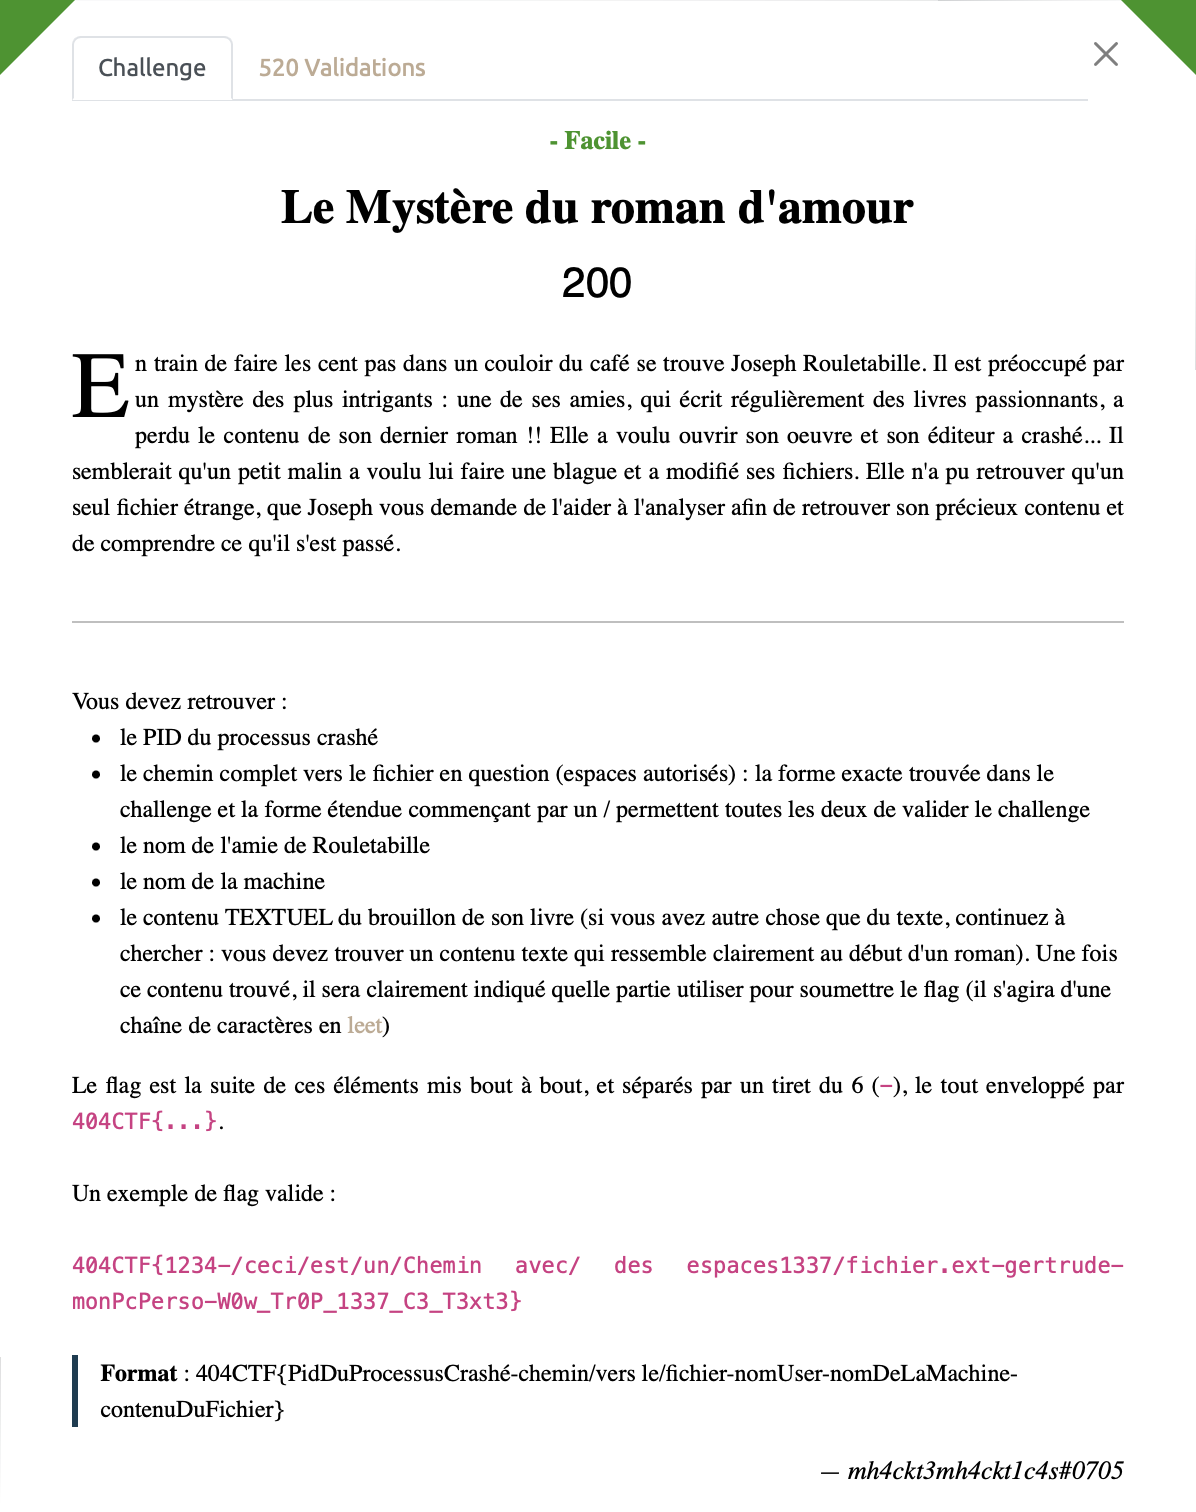 Challenge
520 Validations
- Facile -
Le Mystère du roman d'amour
200
En train de faire les cent pas dans un couloir du café se trouve Joseph Rouletabille. Il est préoccupé par
un mystère des plus intrigants : une de ses amies, qui écrit régulièrement des livres passionnants, a
perdu le contenu de son dernier roman !! Elle a voulu ouvrir son oeuvre et son éditeur a crashé... Il
semblerait qu'un petit malin a voulu lui faire une blague et a modifié ses fichiers. Elle n'a pu retrouver qu'un
seul fichier étrange, que Joseph vous demande de l'aider à l'analyser afin de retrouver son précieux contenu et
de comprendre ce qu'il s'est passé.
Vous devez retrouver :
• le PID du processus crashé
• le chemin complet vers le fichier en question (espaces autorisés) : la forme exacte trouvée dans le
challenge et la forme étendue commençant par un / permettent toutes les deux de valider le challenge
• le nom de l'amie de Rouletabille
• le nom de la machine
• le contenu TEXTUEL du brouillon de son livre (si vous avez autre chose que du texte, continuez à
chercher : vous devez trouver un contenu texte qui ressemble clairement au début d'un roman). Une fois
ce contenu trouvé, il sera clairement indiqué quelle partie utiliser pour soumettre le flag (il s'agira d'une
chaîne de caractères en leet)
Le flag est la suite de ces éléments mis bout à bout, et séparés par un tiret du 6 (-), le tout enveloppé par
404CTF{...}.
Un exemple de flag valide :
404CTF{1234-/ceci/est/un/Chemin avec/ des espaces1337/fichier.ext-gertrude-
monPcPerso-W0w_Tr0P_1337_C3_T3xt3}
Format : 404CTF{PidDuProcessusCrashé-chemin/vers le/fichier-nomUser-nomDeLaMachine-
contenuDuFichier}
— mh4ckt3mh4ckt1c4s#0705